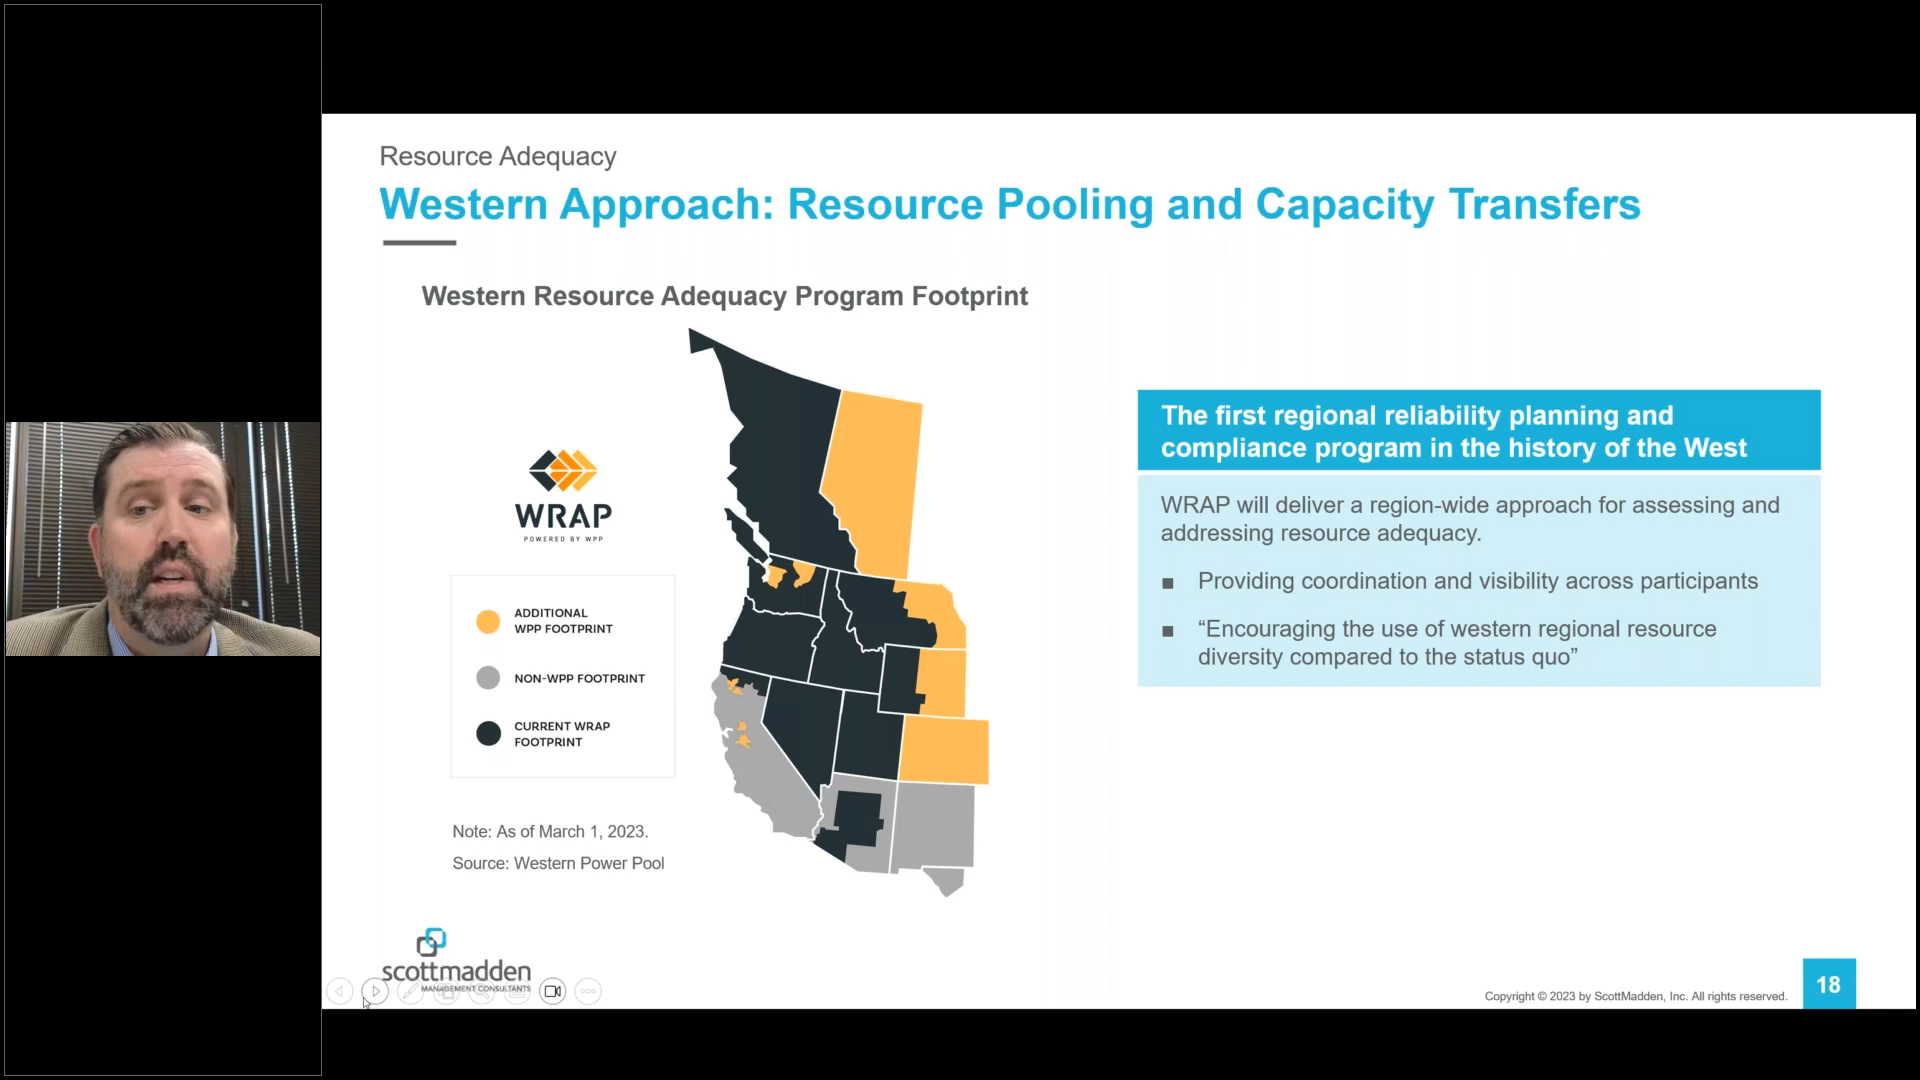 Resource Adequacy
Western Approach: Resource Pooling and Capacity Transfers
Western Resource Adequacy Program Footprint
WRAP
POWERED BY WPP
ADDITIONAL
WPP FOOTPRINT
NON-WPP FOOTPRINT
CURRENT WRAP
FOOTPRINT
Note: As of March 1, 2023.
Source: Western Power Pool
The first regional reliability planning and
compliance program in the history of the West
WRAP will deliver a region-wide approach for assessing and
addressing resource adequacy.
■ Providing coordination and visibility across participants
■ “Encouraging the use of western regional resource
diversity compared to the status quo”
scottmadden
MANAGEMENT CONSULTANTS
Copyright © 2023 by ScottMadden, Inc. All rights reserved.
18